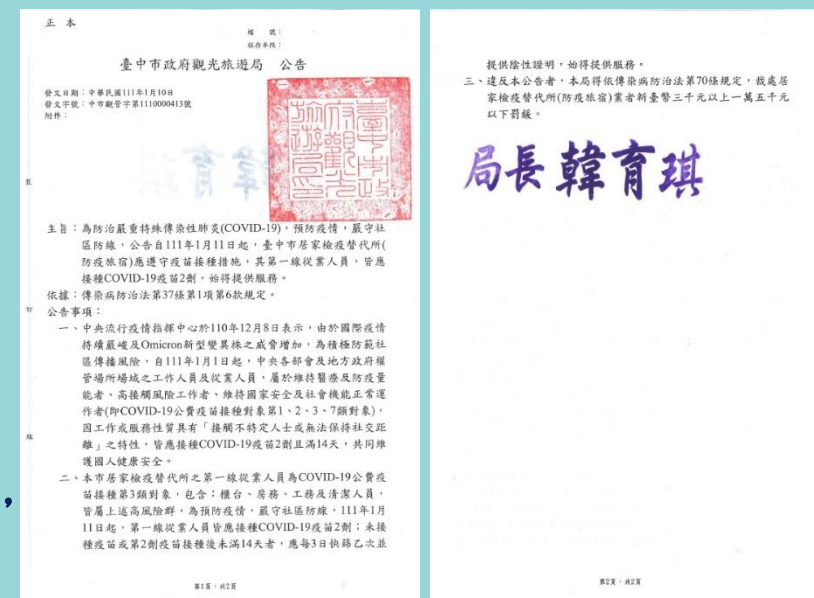 正本
檔 號：
保存年限：
臺中市政府觀光旅遊局 公告
發文日期：中華民國111年1月10日
發文字號：中市觀管字第1110000413號
附件：
臺中市政
府觀光
旅遊局印
裝
主旨：為防治嚴重特殊傳染性肺炎(COVID-19)，預防疫情，嚴守社
區防線，公告自111年1月11日起，臺中市居家檢疫替代所(
防疫旅宿)應遵守疫苗接種措施，其第一線從業人員，皆應
接種COVID-19疫苗2劑，始得提供服務。
依據：傳染病防治法第37條第1項第6款規定。
訂
公告事項：
一、中央流行疫情指揮中心於110年12月8日表示，由於國際疫情
持續嚴峻及Omicron新型變異株之威脅增加，為積極防範社
區傳播風險，自111年1月1日起，中央各部會及地方政府權
管場所場域之工作人員及從業人員，屬於維持醫療及防疫量
能者、高接觸風險工作者、維持國家安全及社會機能正常運
作者(即COVID-19公費疫苗接種對象第1、2、3、7類對象)，
因工作或服務性質具有「接觸不特定人士或無法保持社交距
線
離」之特性，皆應接種COVID-19疫苗2劑且滿14天，共同維
護國人健康安全。
二、本市居家檢疫替代所之第一線從業人員為COVID-19公費疫
苗接種第3類對象，包含：櫃台、房務、工務及清潔人員，
皆屬上述高風險群，為預防疫情，嚴守社區防線，111年1月
11日起，第一線從業人員皆應接種COVID-19疫苗2劑；未接
種疫苗或第2劑疫苗接種後未滿14天者，應每3日快篩乙次並
第1頁，共2頁
，
提供陰性證明，始得提供服務。
三、違反本公告者，本局得依傳染病防治法第70條規定，裁處居
家檢疫替代所(防疫旅宿)業者新臺幣三千元以上一萬五千元
以下罰鍰。
局長韓育琪
第2頁，共2頁